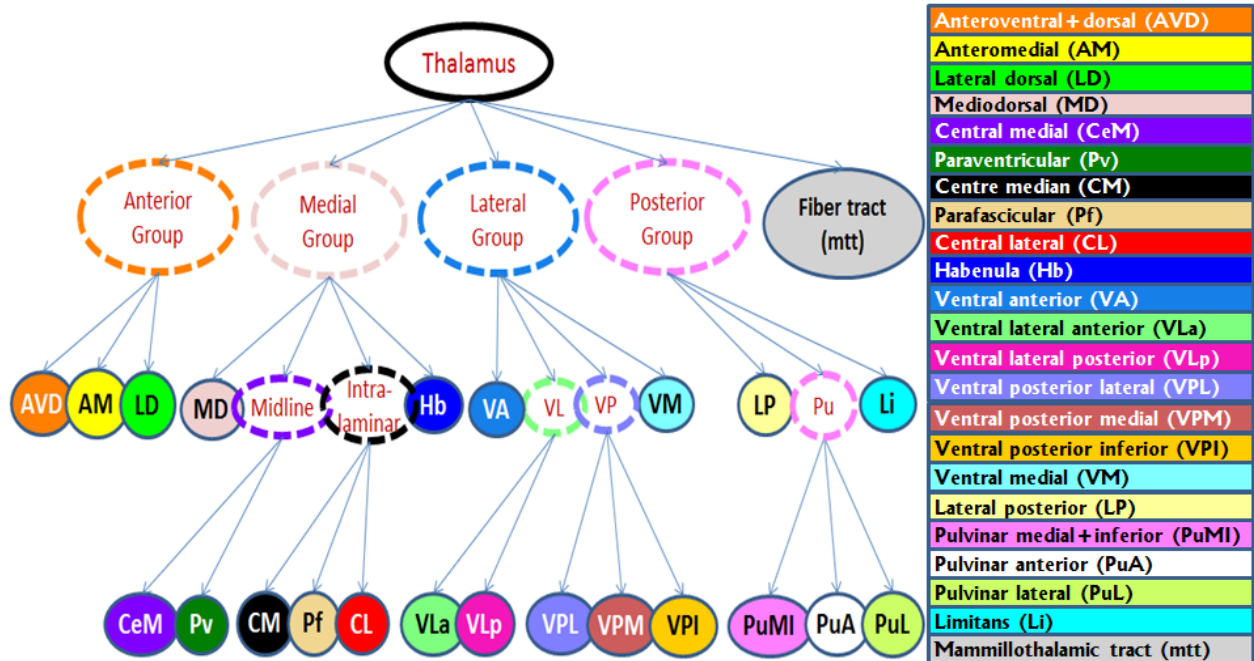 Thalamus
Anterior
Group
Medial
Group
Lateral
Group
Posterior
Group
Fiber tract
(mtt)
AVD
AM
LD
MD
Midline
Intra-
laminar
Hb
VA
VL
VP
VM
LP
Pu
Li
CeM
Pv
CM
Pf
CL
VLa
VLp
VPL
VPM
VPI
PuMI
PuA
PuL
Anteroventral+dorsal (AVD)
Anteromedial (AM)
Lateral dorsal (LD)
Mediodorsal (MD)
Central medial (CeM)
Paraventricular (Pv)
Centre median (CM)
Parafascicular (Pf)
Central lateral (CL)
Habenula (Hb)
Ventral anterior (VA)
Ventral lateral anterior (VLa)
Ventral lateral posterior (VLp)
Ventral posterior lateral (VPL)
Ventral posterior medial (VPM)
Ventral posterior inferior (VPI)
Ventral medial (VM)
Lateral posterior (LP)
Pulvinar medial+inferior (PuMI)
Pulvinar anterior (PuA)
Pulvinar lateral (PuL)
Limitans (Li)
Mammillothalamic tract (mtt)